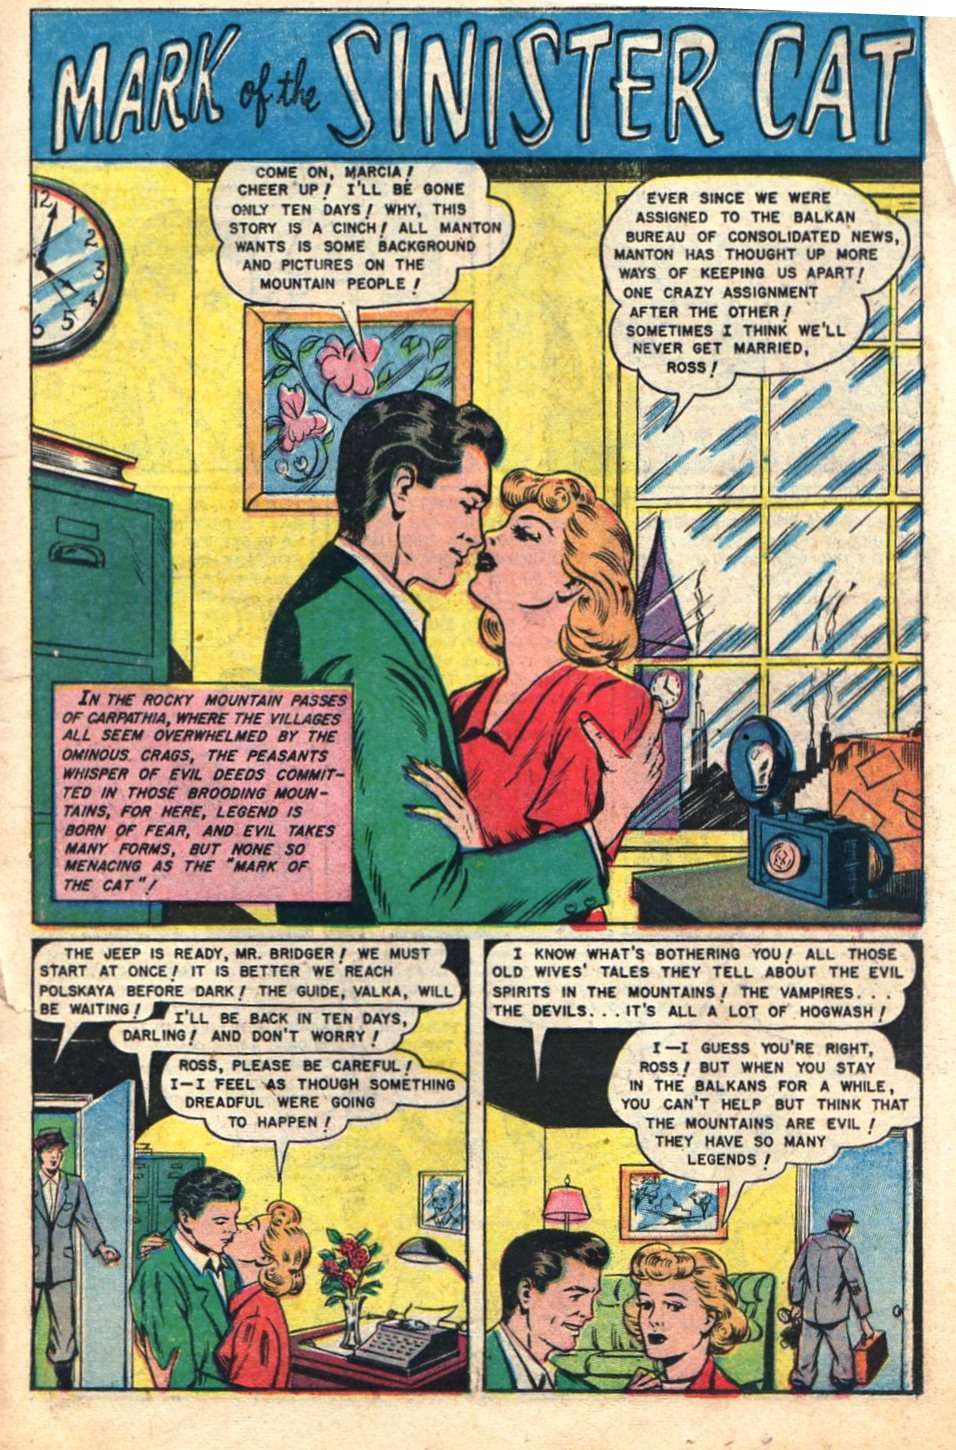 MARK of the SINISTER CAT
COME ON, MARCIA!
CHEER UP! I'LL BE GONE
ONLY TEN DAYS! WHY, THIS
STORY IS A CINCH! ALL MANTON
WANTS IS SOME BACKGROUND
AND PICTURES ON THE
MOUNTAIN PEOPLE!
EVER SINCE WE WERE
ASSIGNED TO THE BALKAN
BUREAU OF CONSOLIDATED NEWS,
MANTON HAS THOUGHT UP MORE
WAYS OF KEEPING US APART!
ONE CRAZY ASSIGNMENT
AFTER THE OTHER!
SOMETIMES I THINK WE'LL
NEVER GET MARRIED,
ROSS!
12
1
2
3
4
5
6
IN THE ROCKY MOUNTAIN PASSES
OF CARPATHIA, WHERE THE VILLAGES
ALL SEEM OVERWHELMED BY THE
OMINOUS CRAGS, THE PEASANTS
WHISPER OF EVIL DEEDS COMMIT-
TED IN THOSE BROODING MOUN-
TAINS, FOR HERE, LEGEND IS
BORN OF FEAR, AND EVIL TAKES
MANY FORMS, BUT NONE SO
MENACING AS THE "MARK OF
THE CAT"!
THE JEEP IS READY, MR. BRIDGER! WE MUST
START AT ONCE! IT IS BETTER WE REACH
POLSKAYA BEFORE DARK! THE GUIDE, VALKA, WILL
BE WAITING!
I'LL BE BACK IN TEN DAYS,
DARLING! AND DON'T WORRY!
ROSS, PLEASE BE CAREFUL!
I—I FEEL AS THOUGH SOMETHING
DREADFUL WERE GOING
TO HAPPEN!
I KNOW WHAT'S BOTHERING YOU! ALL THOSE
OLD WIVES' TALES THEY TELL ABOUT THE EVIL
SPIRITS IN THE MOUNTAINS! THE VAMPIRES...
THE DEVILS...IT'S ALL A LOT OF HOGWASH!
I—I GUESS YOU'RE RIGHT,
ROSS! BUT WHEN YOU STAY
IN THE BALKANS FOR A WHILE,
YOU CAN'T HELP BUT THINK THAT
THE MOUNTAINS ARE EVIL!
THEY HAVE SO MANY
LEGENDS!